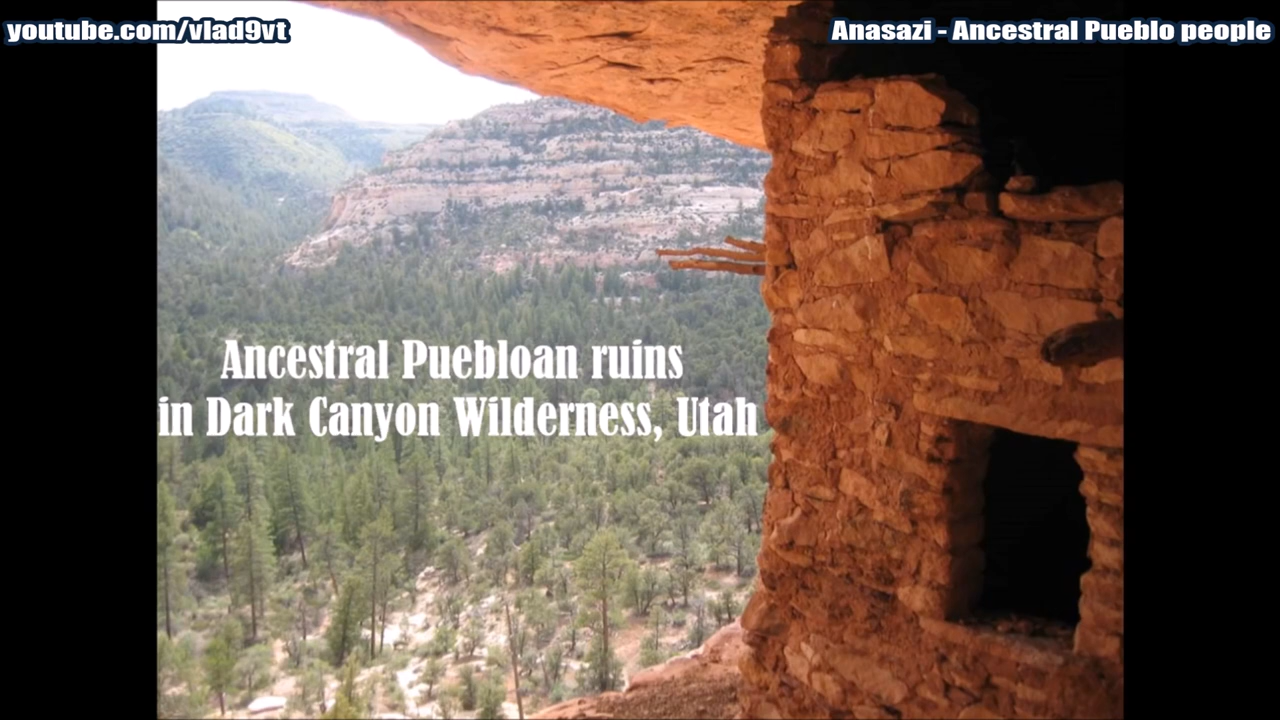 youtube.com/vlad9vt
Anasazi - Ancestral Pueblo people
Ancestral Puebloan ruins
in Dark Canyon Wilderness, Utah